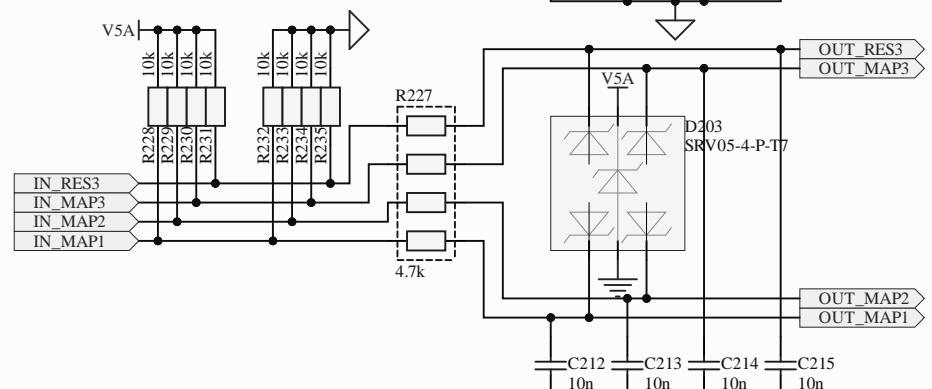 V5A
10k
10k
10k
10k
10k
10k
10k
10k
R228
R229
R230
R231
R232
R233
R234
R235
R227
4.7k
IN_RES3
IN_MAP3
IN_MAP2
IN_MAP1
V5A
D203
SRV05-4-P-T7
OUT_RES3
OUT_MAP3
OUT_MAP2
OUT_MAP1
C212
10n
C213
10n
C214
10n
C215
10n